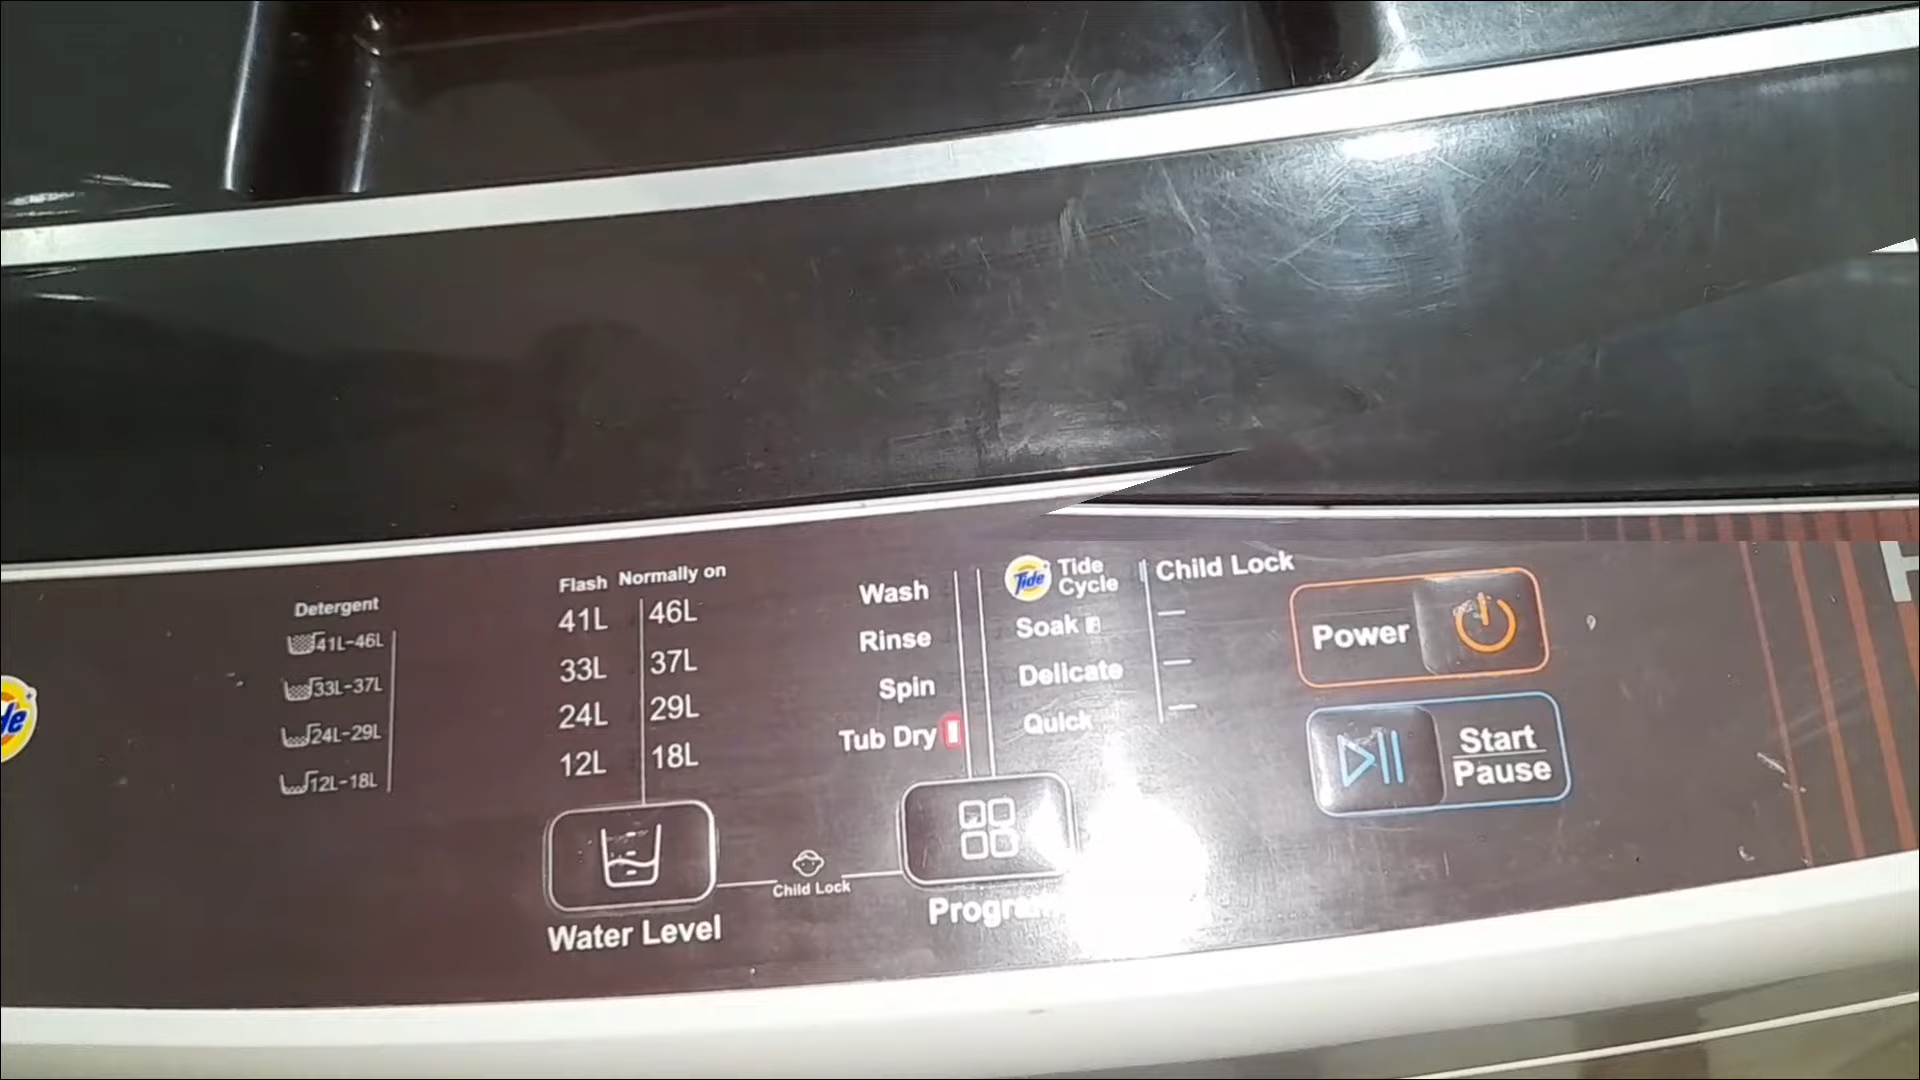 Detergent
41L-46L
33L-37L
24L-29L
12L-18L
Flash Normally on
41L 46L
33L 37L
24L 29L
12L 18L
Water Level
Child Lock
Wash
Rinse
Spin
Tub Dry
Tide
Tide
Cycle
Soak
Delicate
Quick
Child Lock
Power
Start
Pause